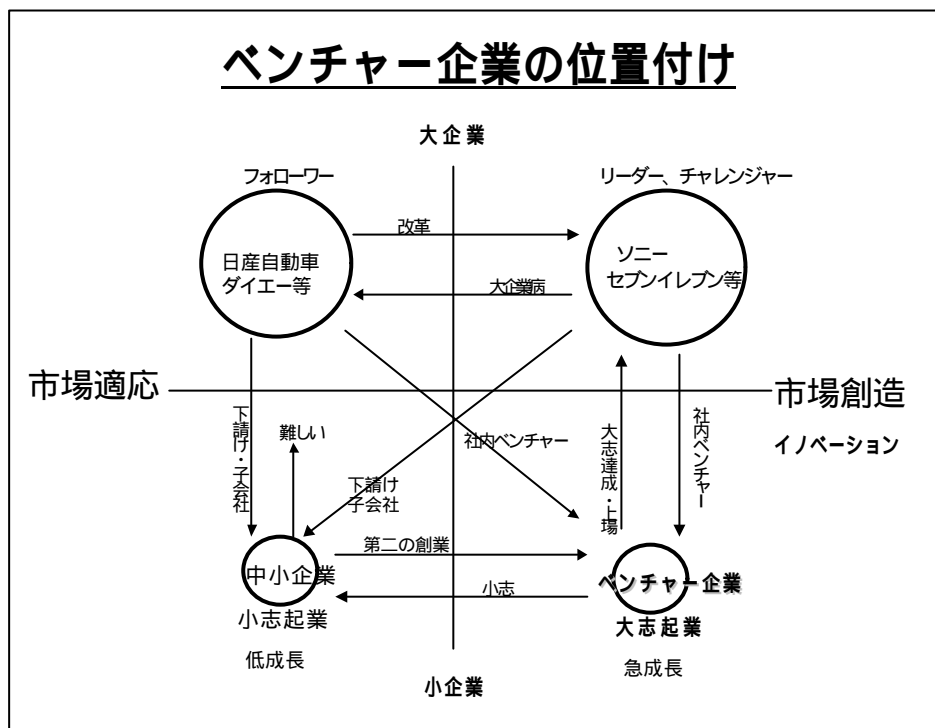 ベンチャー企業の位置付け
大企業
フォローワー
リーダー、チャレンジャー
改革
日産自動車
ダイエー等
ソニー
セブンイレブン等
大企業病
市場適応
市場創造
イノベーション
下請け・子会社
難しい
社内ベンチャー
大志達成・上場
社内ベンチャー
下請け
子会社
第二の創業
中小企業
ベンチャー企業
小志
小志起業
大志起業
低成長
急成長
小企業